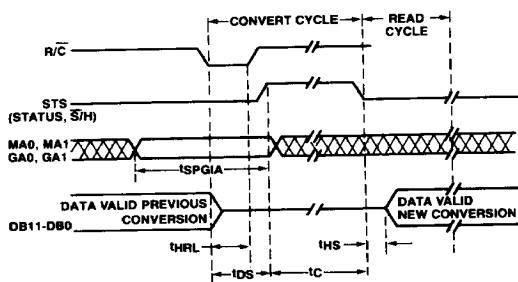 CONVERT CYCLE
READ
CYCLE
R/C̅
STS
(STATUS, S̅/H)
MA0, MA1
GA0, GA1
tSPGIA
DATA VALID PREVIOUS
CONVERSION
DATA VALID
NEW CONVERSION
DB11-DB0
tHRL
tHS
tDS
tC